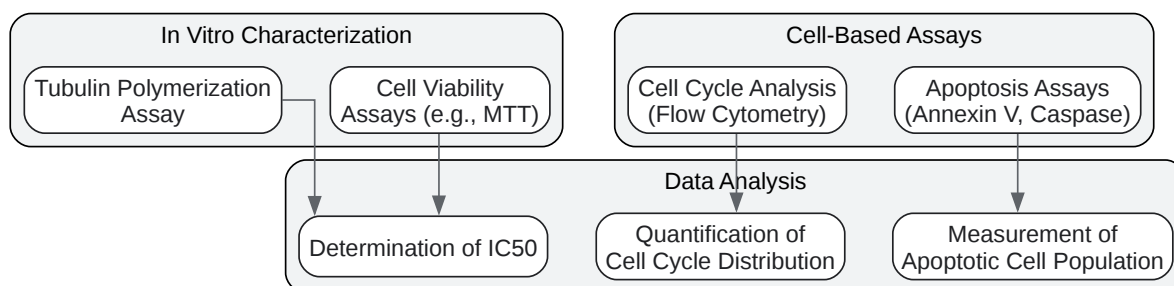 In Vitro Characterization
Tubulin Polymerization
Assay
Cell Viability
Assays (e.g., MTT)
Cell-Based Assays
Cell Cycle Analysis
(Flow Cytometry)
Apoptosis Assays
(Annexin V, Caspase)
Data Analysis
Determination of IC50
Quantification of
Cell Cycle Distribution
Measurement of
Apoptotic Cell Population